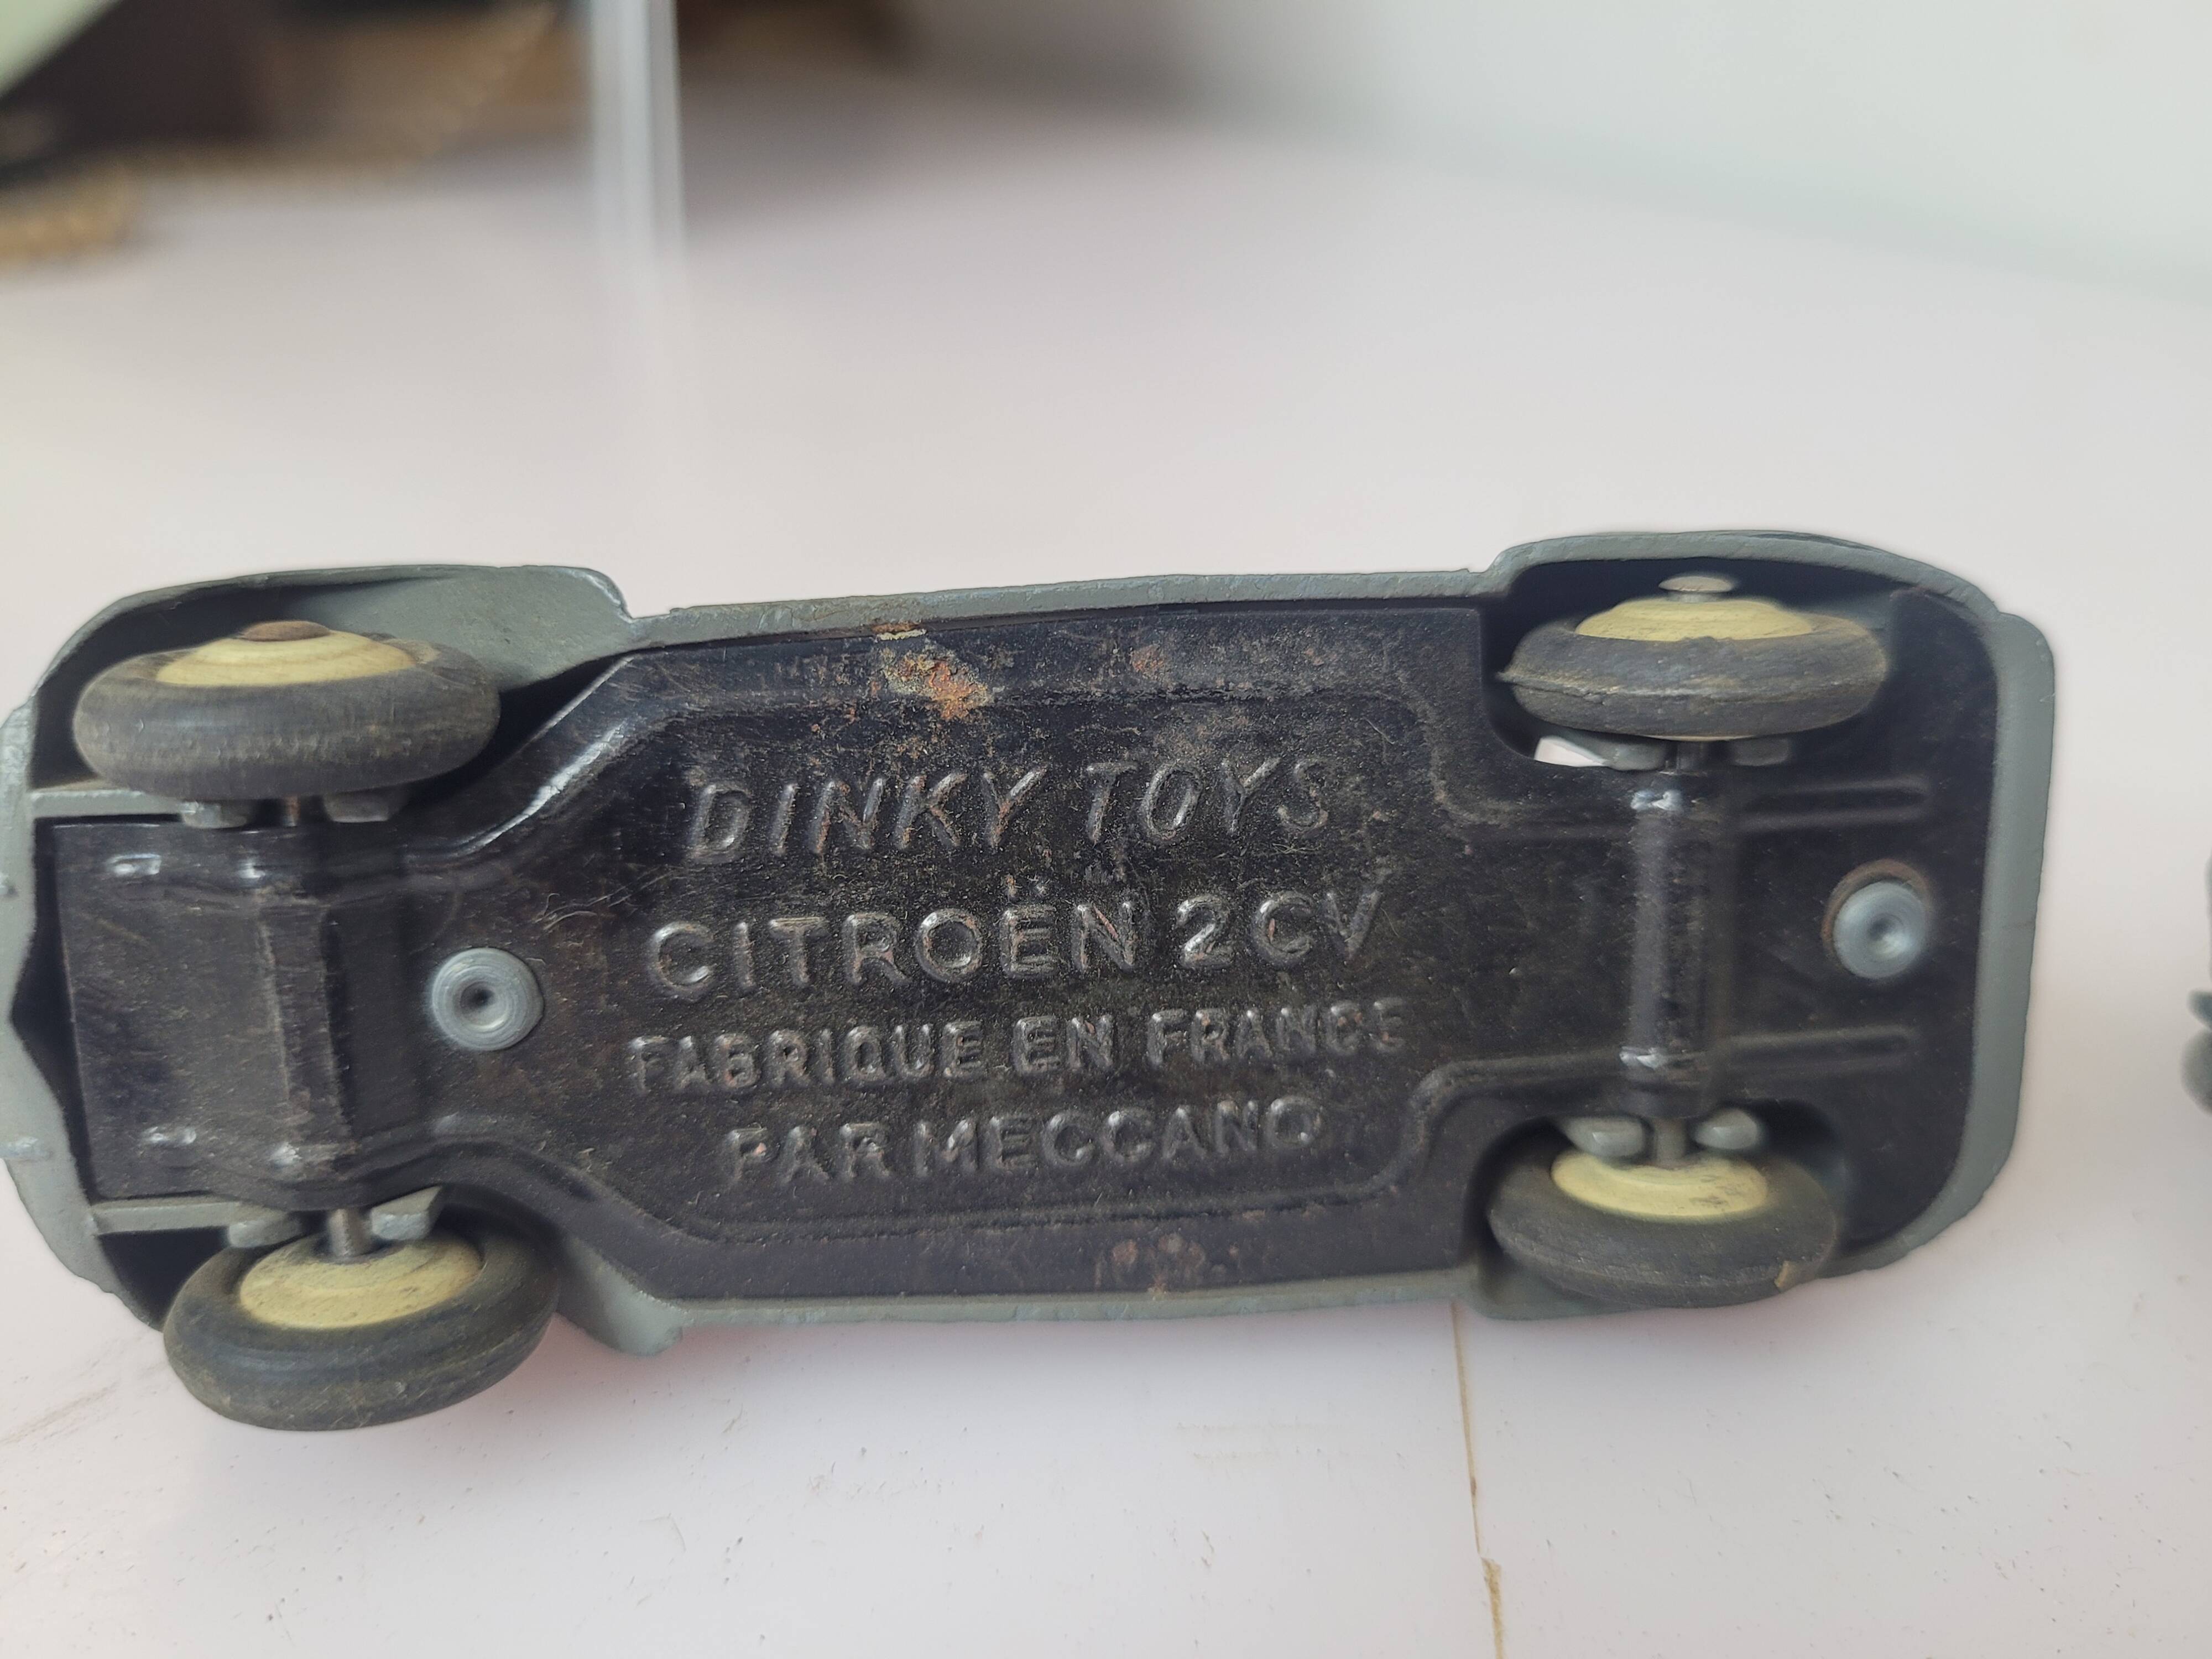 DINKY TOYS
CITROËN 2CV
FABRIQUE EN FRANCE
PAR MECCANO